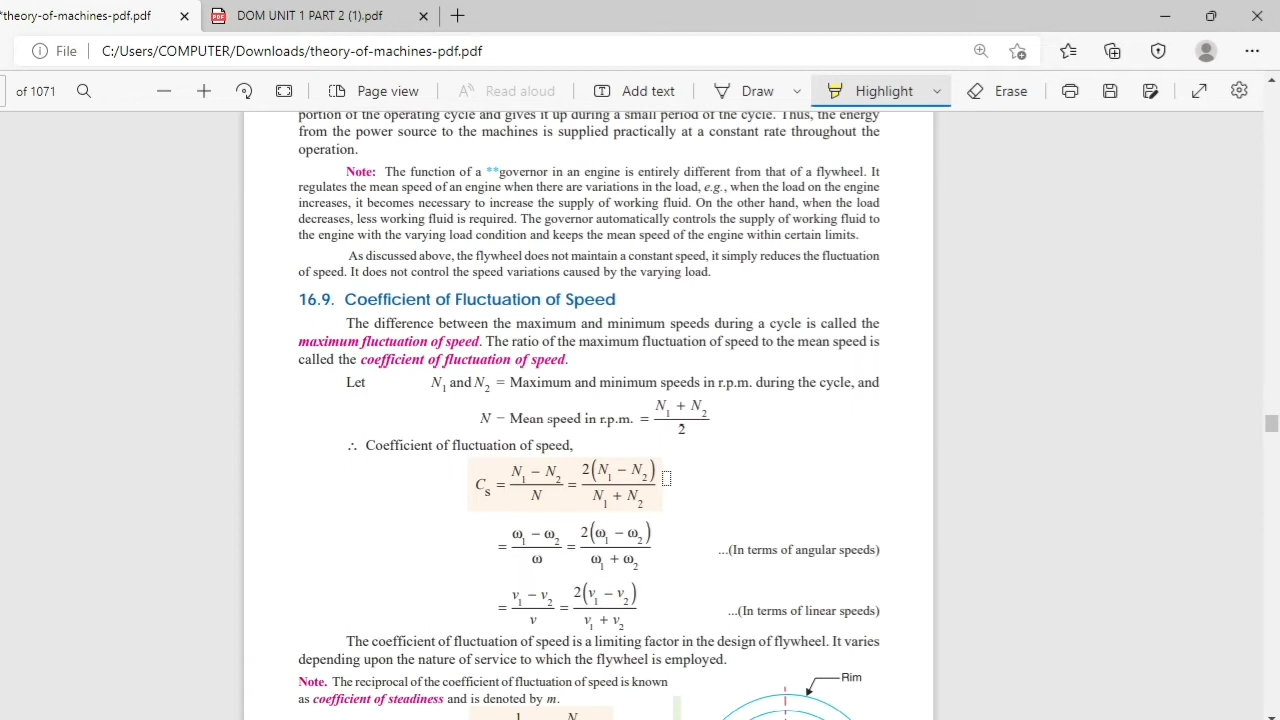 theory-of-machines-pdf.pdf
DOM UNIT 1 PART 2 (1).pdf
File C:/Users/COMPUTER/Downloads/theory-of-machines-pdf.pdf
of 1071 Page view Read aloud Add text Draw Highlight Erase
portion of the operating cycle and gives it up during a small period of the cycle. Thus, the energy
from the power source to the machines is supplied practically at a constant rate throughout the
operation.
Note: The function of a **governor in an engine is entirely different from that of a flywheel. It
regulates the mean speed of an engine when there are variations in the load, e.g., when the load on the engine
increases, it becomes necessary to increase the supply of working fluid. On the other hand, when the load
decreases, less working fluid is required. The governor automatically controls the supply of working fluid to
the engine with the varying load condition and keeps the mean speed of the engine within certain limits.
As discussed above, the flywheel does not maintain a constant speed, it simply reduces the fluctuation
of speed. It does not control the speed variations caused by the varying load.
16.9. Coefficient of Fluctuation of Speed
The difference between the maximum and minimum speeds during a cycle is called the
maximum fluctuation of speed. The ratio of the maximum fluctuation of speed to the mean speed is
called the coefficient of fluctuation of speed.
Let N₁ and N₂ = Maximum and minimum speeds in r.p.m. during the cycle, and
N = Mean speed in r.p.m. = (N₁ + N₂)/2
∴ Coefficient of fluctuation of speed,
Cₛ = (N₁ − N₂)/N = 2(N₁ − N₂)/(N₁ + N₂)
= (ω₁ − ω₂)/ω = 2(ω₁ − ω₂)/(ω₁ + ω₂) ...(In terms of angular speeds)
= (v₁ − v₂)/v = 2(v₁ − v₂)/(v₁ + v₂) ...(In terms of linear speeds)
The coefficient of fluctuation of speed is a limiting factor in the design of flywheel. It varies
depending upon the nature of service to which the flywheel is employed.
Note. The reciprocal of the coefficient of fluctuation of speed is known
as coefficient of steadiness and is denoted by m.
1 N
Rim